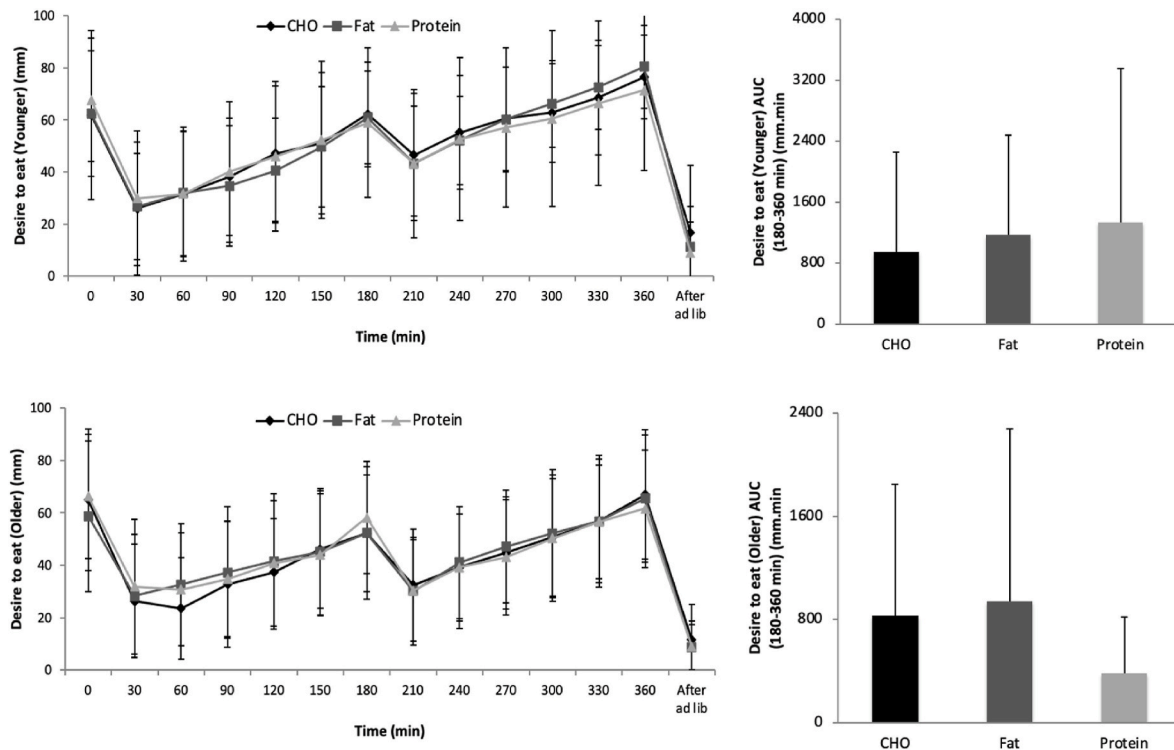 Desire to eat (Younger) (mm)
100
80
60
40
20
0
CHO Fat Protein
0 30 60 90 120 150 180 210 240 270 300 330 360 After
ad lib
Time (min)
Desire to eat (Younger) AUC
(180-360 min) (mm.min)
4000
3200
2400
1600
800
0
CHO Fat Protein
Desire to eat (Older) (mm)
100
80
60
40
20
0
CHO Fat Protein
0 30 60 90 120 150 180 210 240 270 300 330 360 After
ad lib
Time (min)
Desire to eat (Older) AUC
(180-360 min) (mm.min)
2400
1600
800
0
CHO Fat Protein